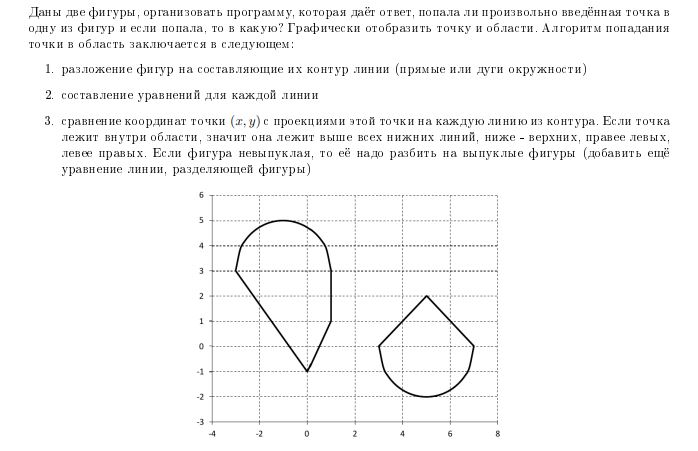 Даны две фигуры, организовать программу, которая даёт ответ, попала ли произвольно введённая точка в
одну из фигур и если попала, то в какую? Графически отобразить точку и области. Алгоритм попадания
точки в область заключается в следующем:
1. разложение фигур на составляющие их контур линии (прямые или дуги окружности)
2. составление уравнений для каждой линии
3. сравнение координат точки (x, y) с проекциями этой точки на каждую линию из контура. Если точка
лежит внутри области, значит она лежит выше всех нижних линий, ниже - верхних, правее левых,
левее правых. Если фигура невыпуклая, то её надо разбить на выпуклые фигуры (добавить ещё
уравнение линии, разделяющей фигуры)
6
5
4
3
2
1
0
-1
-2
-3
-4 -2 0 2 4 6 8